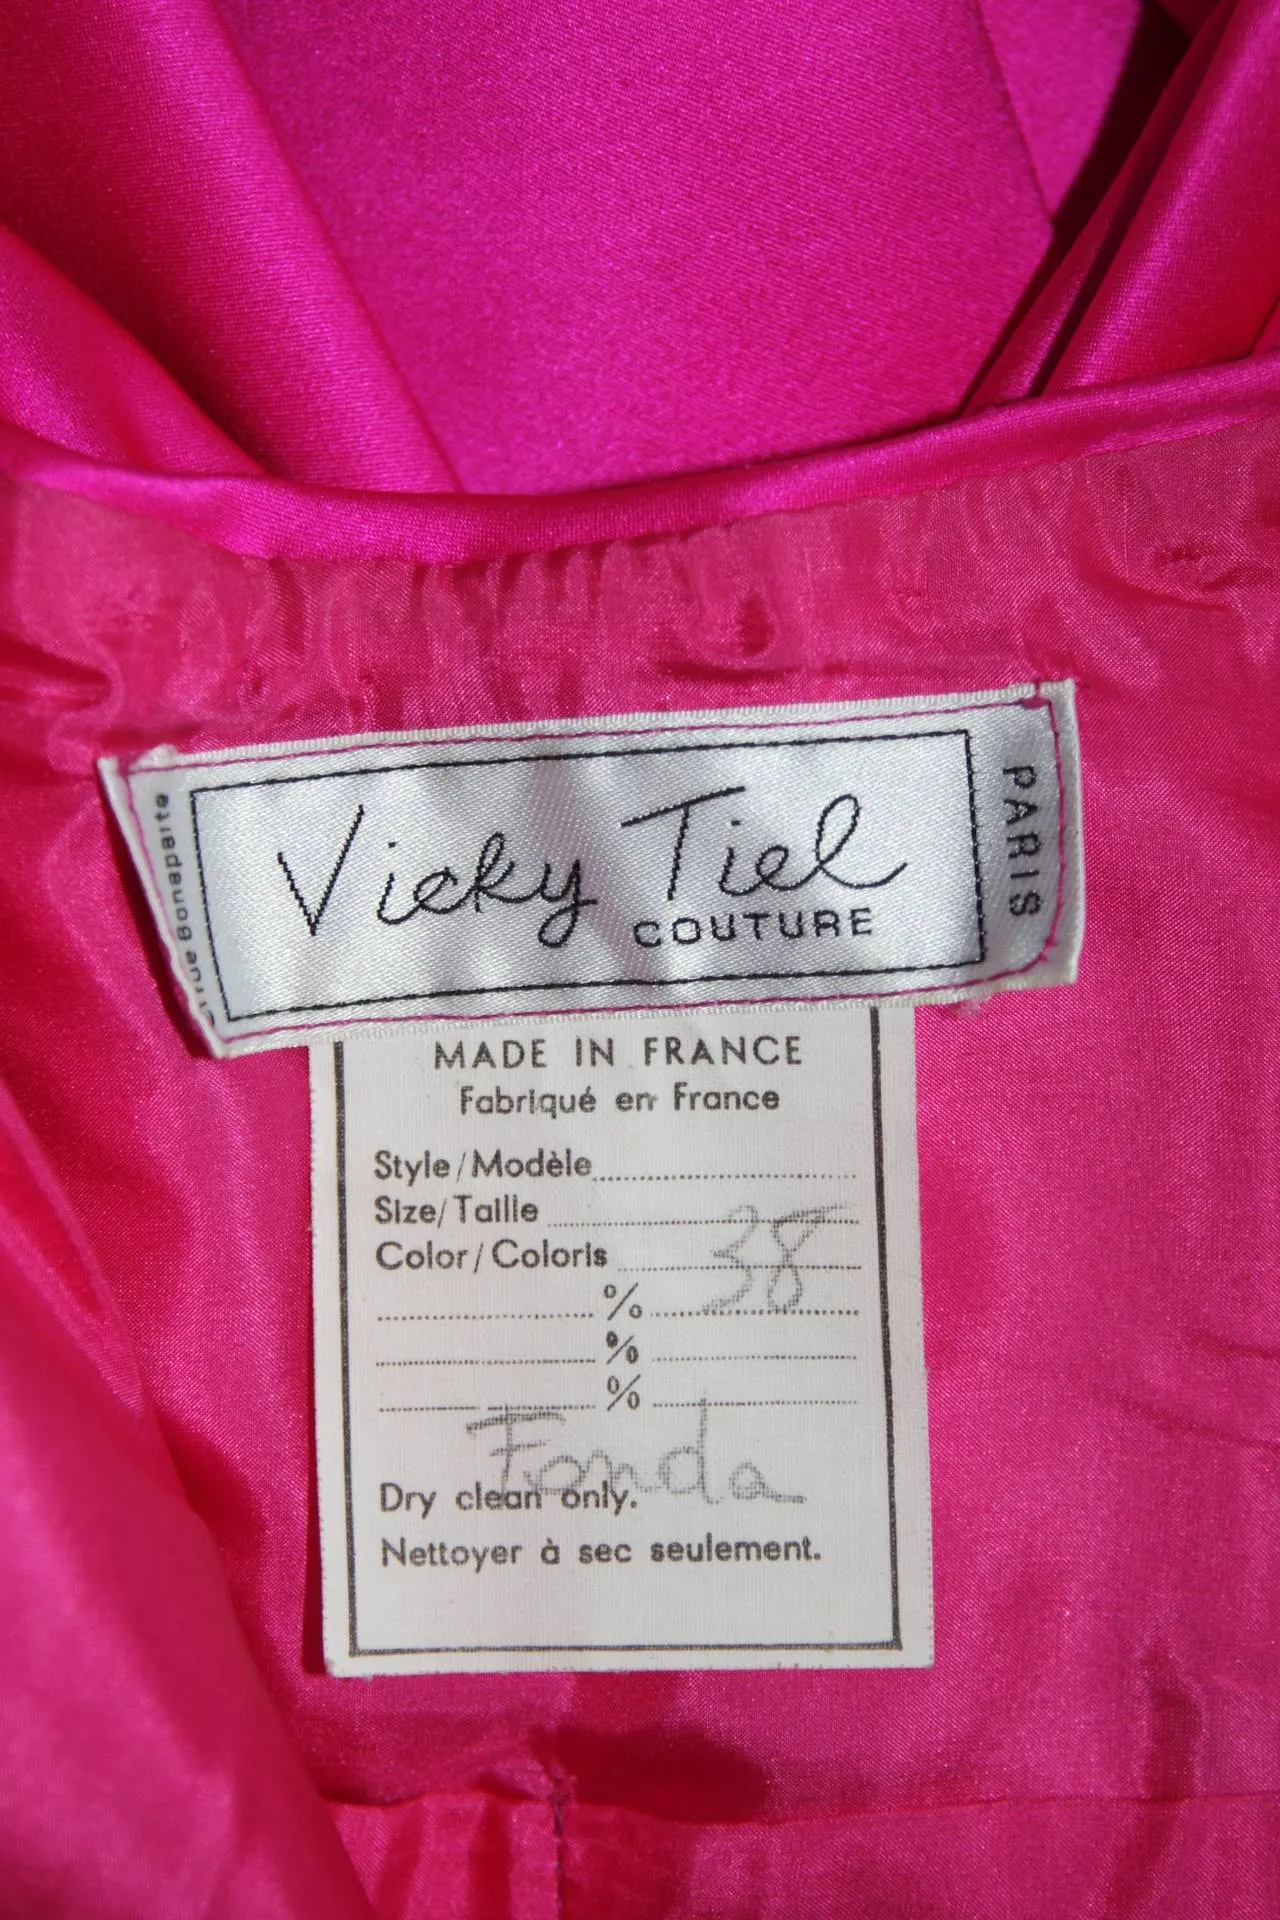 Vicky Tiel
COUTURE
PARIS
rue Bonaparte
MADE IN FRANCE
Fabriqué en France
Style/Modèle
Size/Taille
Color/Coloris
38
%
%
%
Fonda
Dry clean only.
Nettoyer à sec seulement.